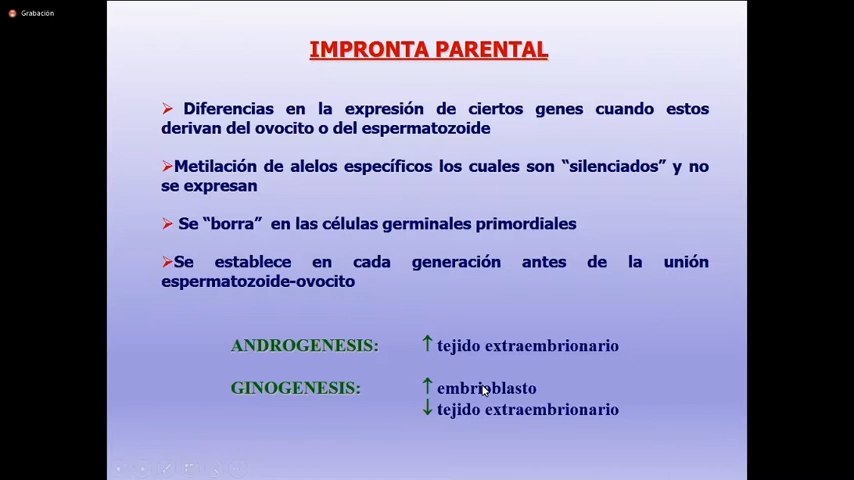 Grabación
IMPRONTA PARENTAL
Diferencias en la expresión de ciertos genes cuando estos
derivan del ovocito o del espermatozoide
Metilación de alelos específicos los cuales son “silenciados” y no
se expresan
Se “borra” en las células germinales primordiales
Se establece en cada generación antes de la unión
espermatozoide-ovocito
ANDROGENESIS: ↑ tejido extraembrionario
GINOGENESIS: ↑ embrioblasto
↓ tejido extraembrionario